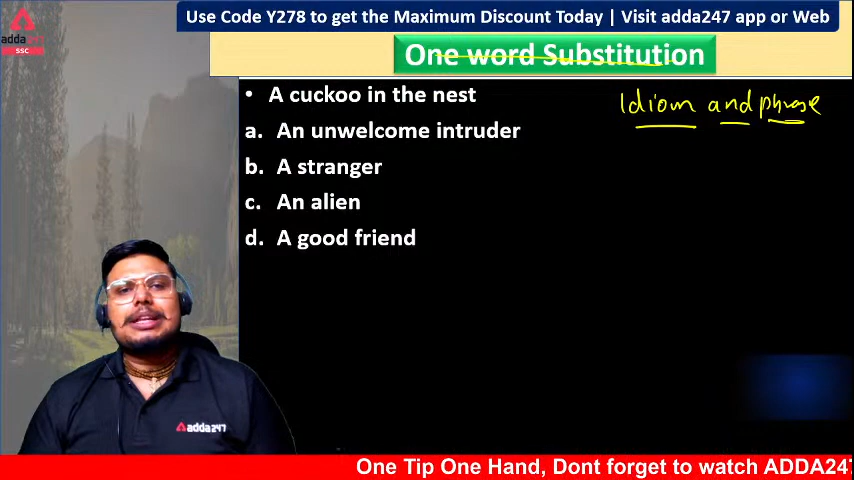 Use Code Y278 to get the Maximum Discount Today | Visit adda247 app or Web
adda247
SSC
One word Substitution
Idiom and phrase
• A cuckoo in the nest
a. An unwelcome intruder
b. A stranger
c. An alien
d. A good friend
adda247
One Tip One Hand, Dont forget to watch ADDA247